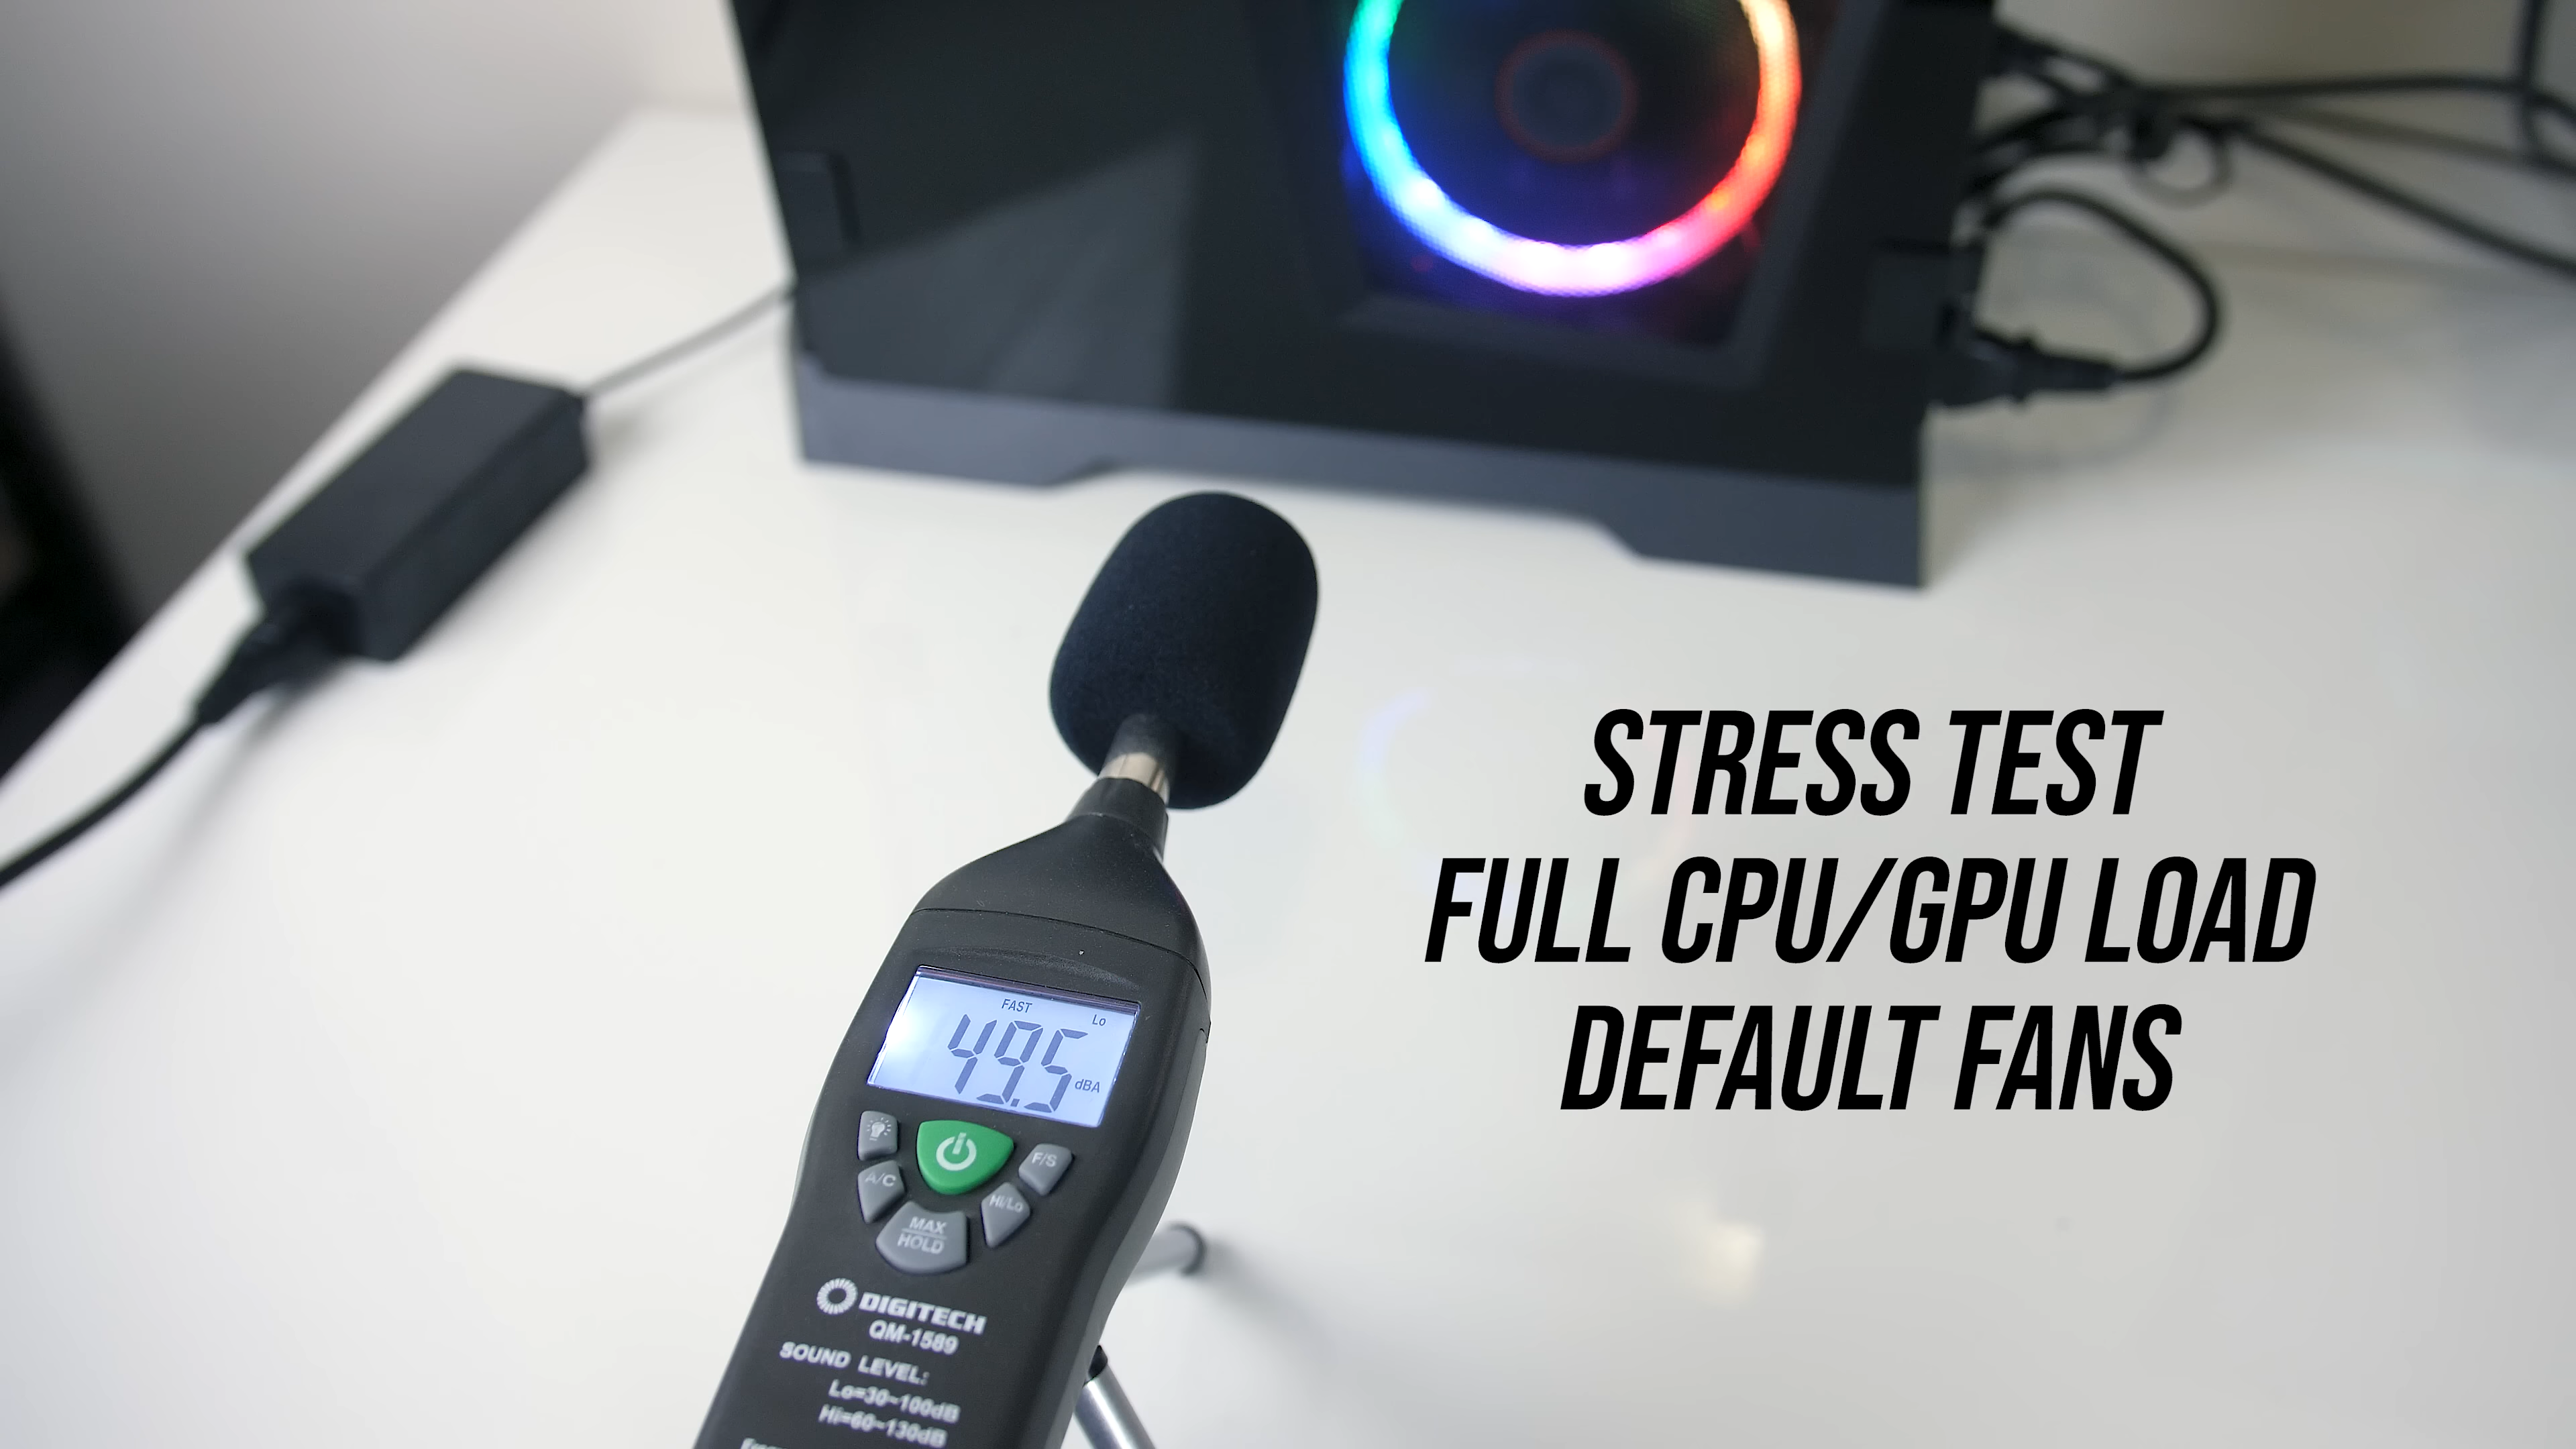 STRESS TEST
FULL CPU/GPU LOAD
DEFAULT FANS
FAST
Lo
49.5 dBA
F/S
A/C
Hi/Lo
MAX
HOLD
DIGITECH
QM-1589
SOUND LEVEL:
Lo=30~100dB
Hi=60~130dB